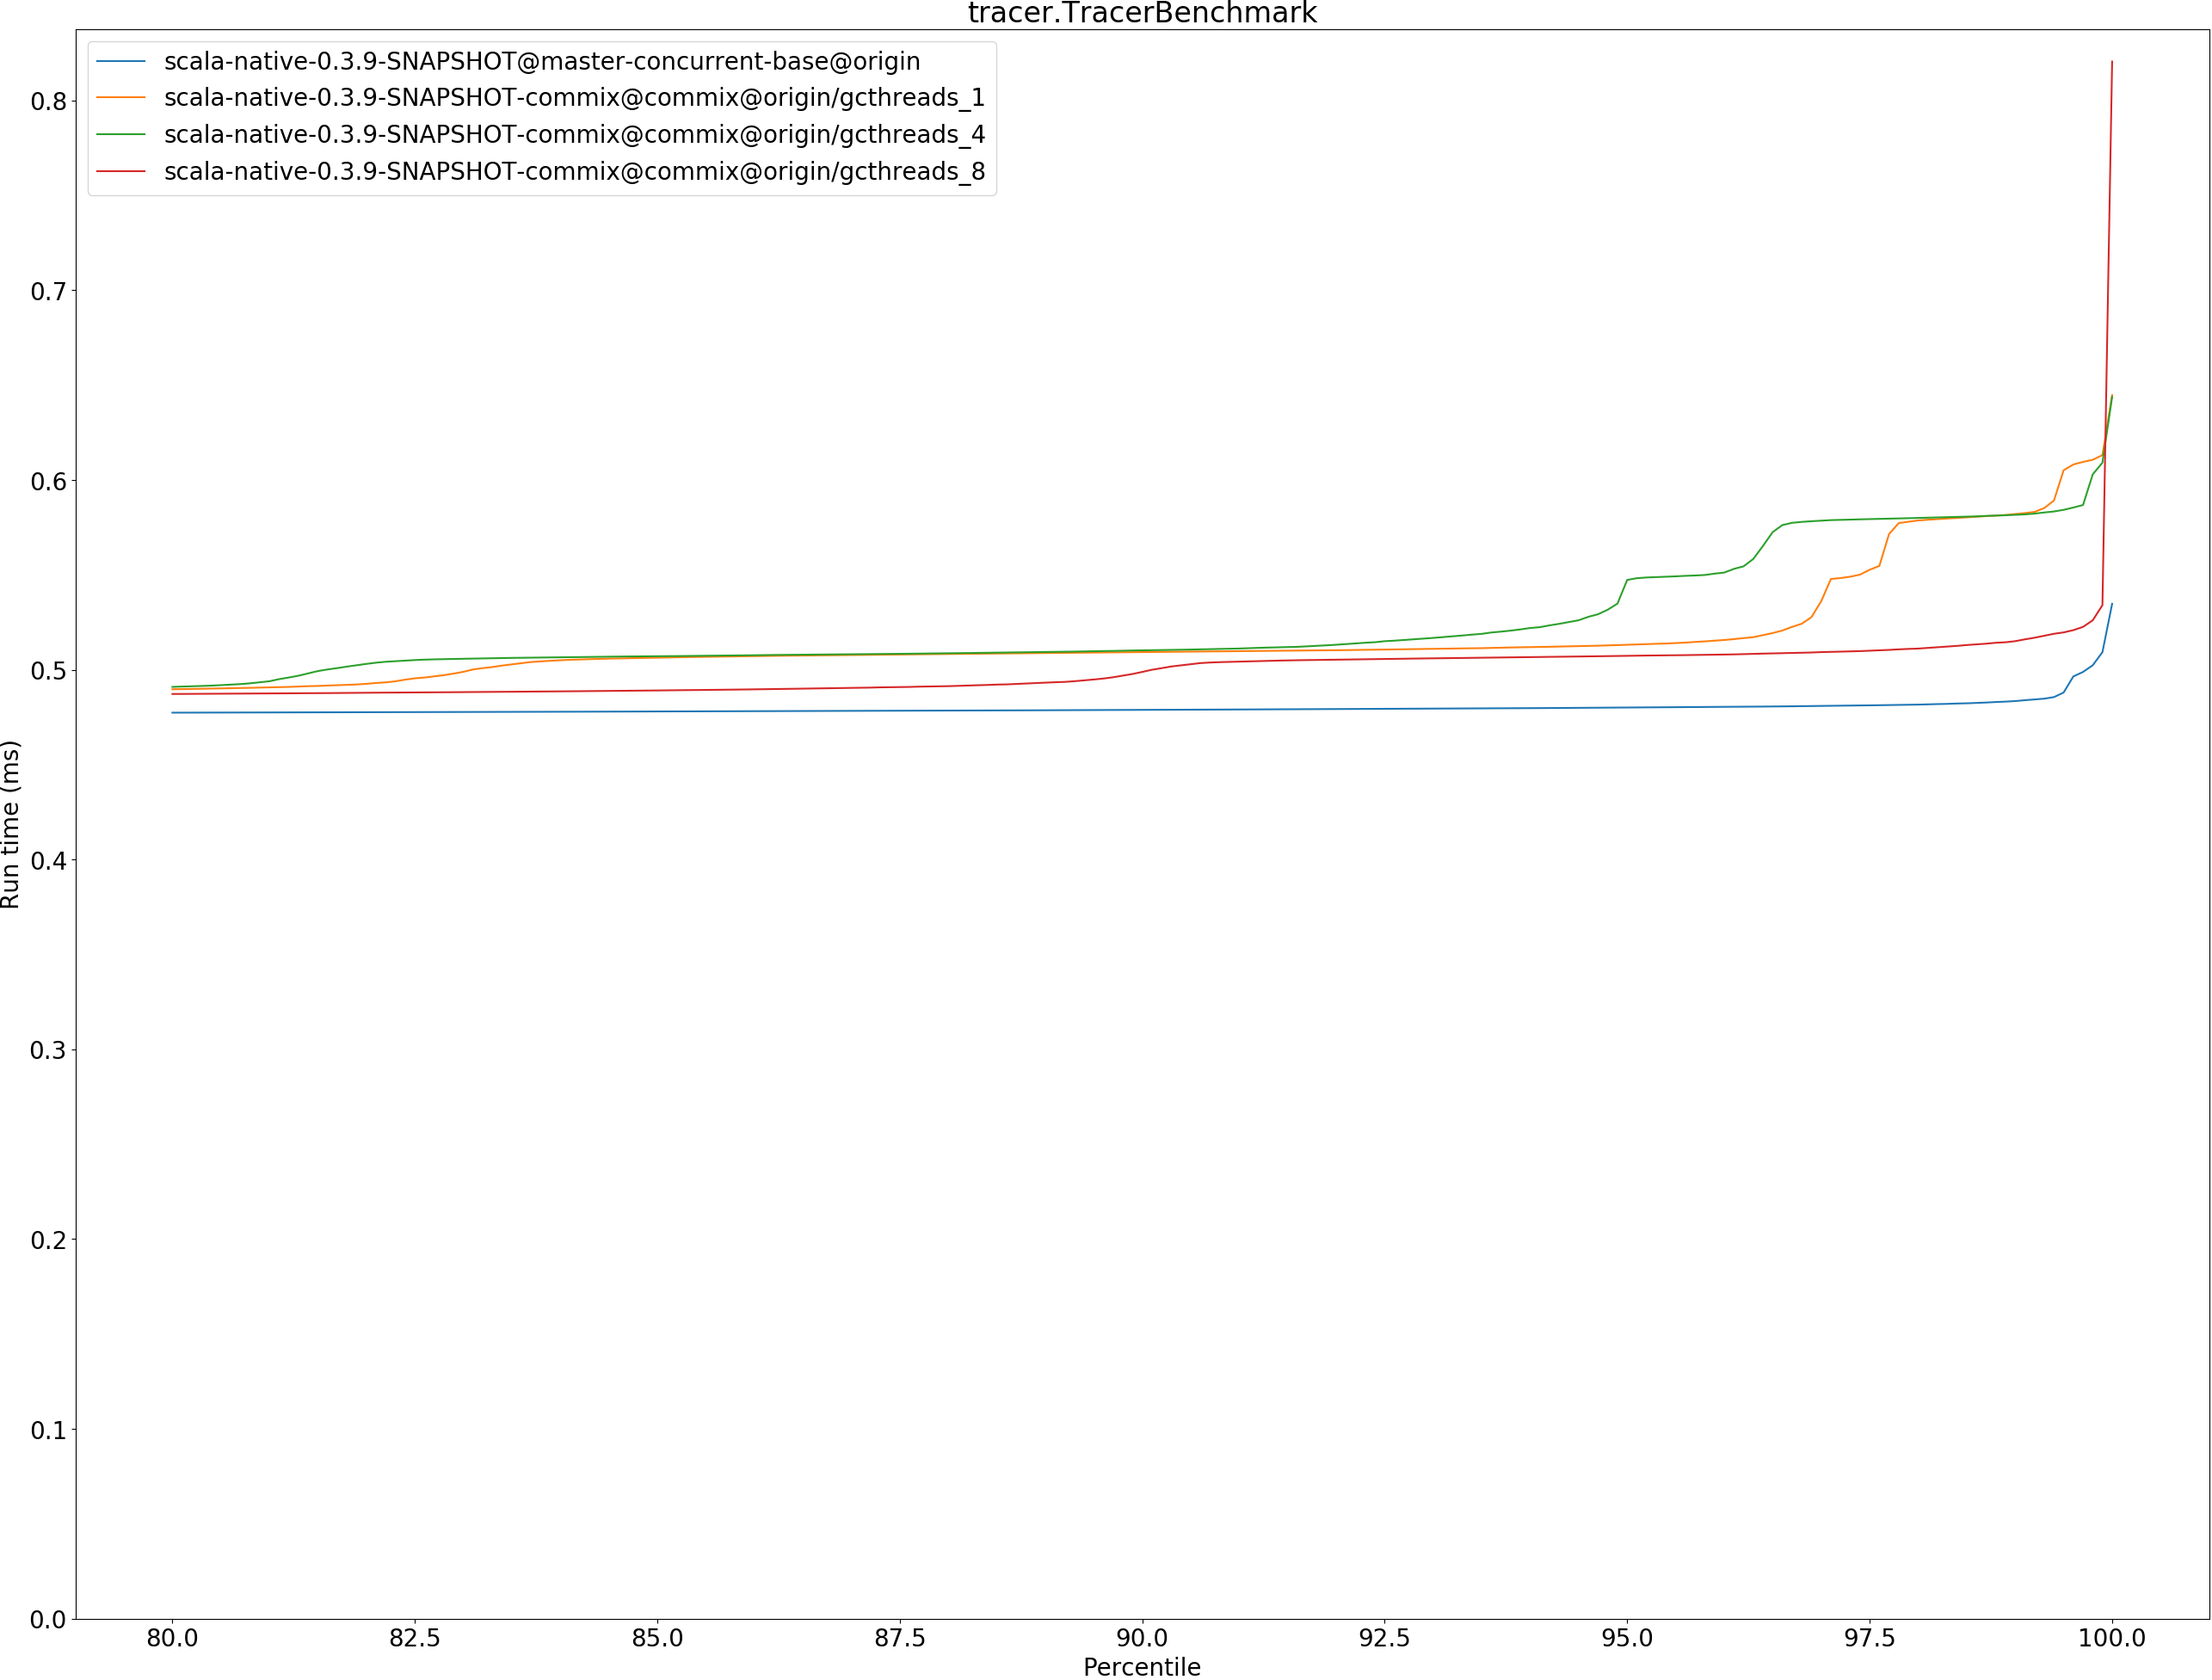 tracer.TracerBenchmark
scala-native-0.3.9-SNAPSHOT@master-concurrent-base@origin
scala-native-0.3.9-SNAPSHOT-commix@commix@origin/gcthreads_1
scala-native-0.3.9-SNAPSHOT-commix@commix@origin/gcthreads_4
scala-native-0.3.9-SNAPSHOT-commix@commix@origin/gcthreads_8
Run time (ms)
0.8
0.7
0.6
0.5
0.4
0.3
0.2
0.1
0.0
80.0 82.5 85.0 87.5 90.0 92.5 95.0 97.5 100.0
Percentile